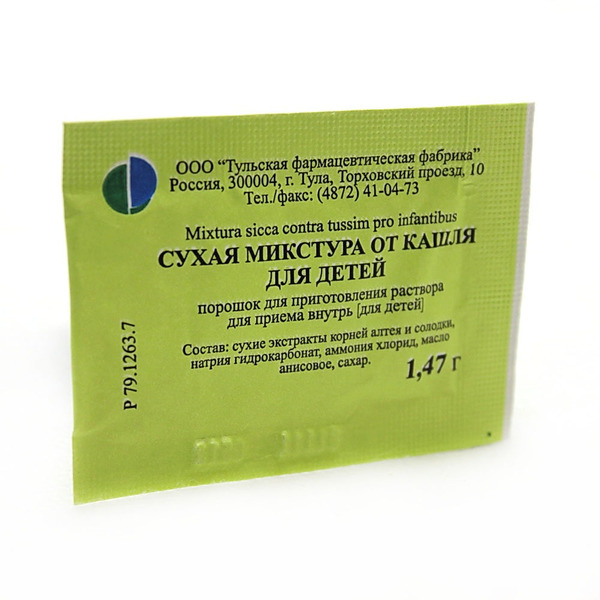 ООО "Тульская фармацевтическая фабрика"
Россия, 300004, г. Тула, Торховский проезд, 10
Тел./факс: (4872) 41-04-73
Mixtura sicca contra tussim pro infantibus
СУХАЯ МИКСТУРА ОТ КАШЛЯ
ДЛЯ ДЕТЕЙ
порошок для приготовления раствора
для приема внутрь [для детей]
Состав: сухие экстракты корней алтея и солодки,
натрия гидрокарбонат, аммония хлорид, масло
анисовое, сахар.
1,47 г
Р 79.1263.7